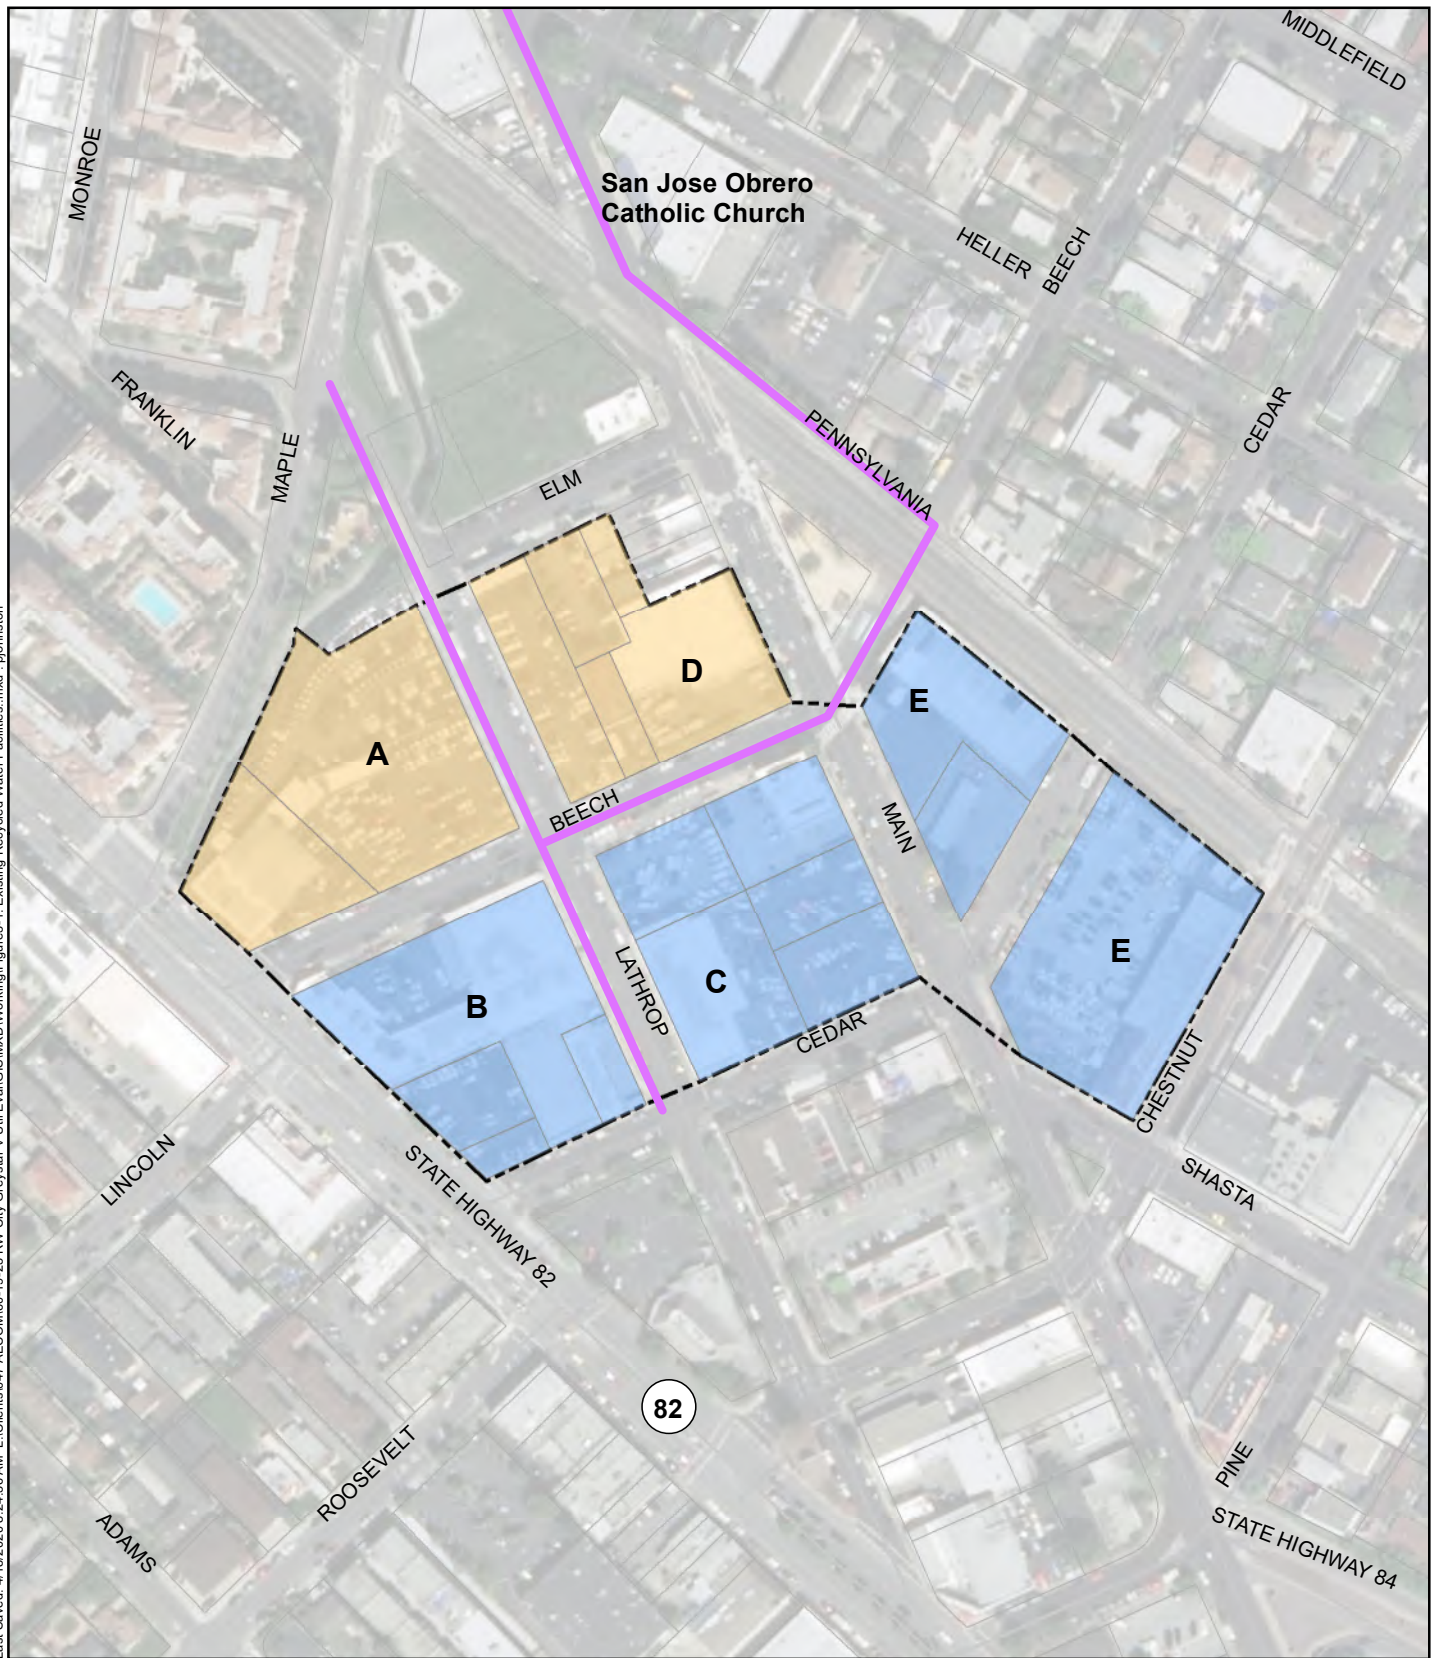 MIDDLEFIELD
MONROE
San Jose Obrero
Catholic Church
HELLER
BEECH
FRANKLIN
MAPLE
CEDAR
PENNSYLVANIA
ELM
D
A
E
BEECH
MAIN
E
B
LATHROP
C
CEDAR
CHESTNUT
LINCOLN
STATE HIGHWAY 82
SHASTA
82
ROOSEVELT
PINE
ADAMS
STATE HIGHWAY 84